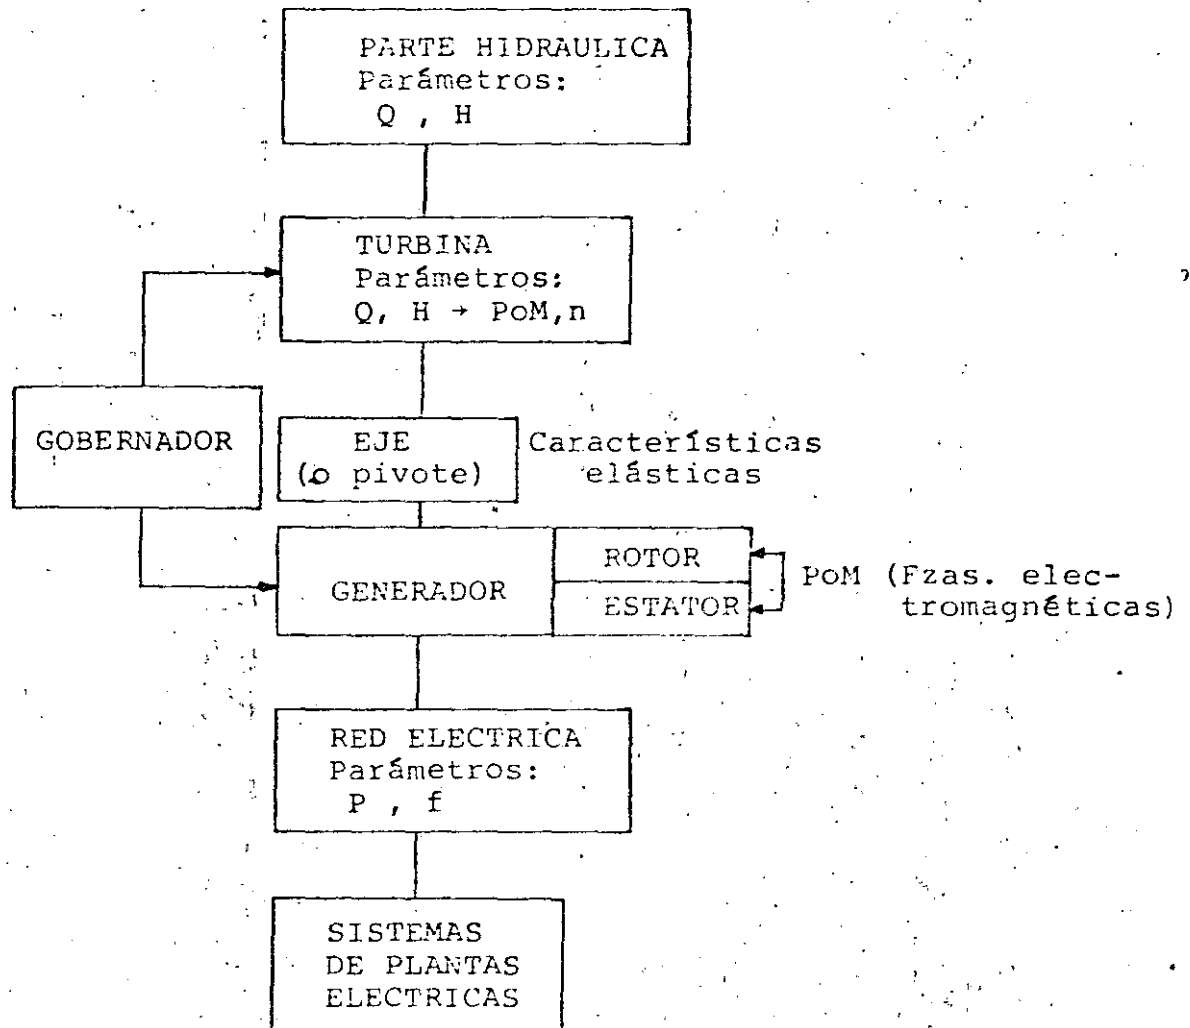 PARTE HIDRAULICA
Parámetros:
Q , H
TURBINA
Parámetros:
Q, H → PoM,n
GOBERNADOR
EJE
(o pivote)
Características
elásticas
GENERADOR
ROTOR
ESTATOR
PoM (Fzas. elec-
tromagnéticas)
RED ELECTRICA
Parámetros:
P , f
SISTEMAS
DE PLANTAS
ELECTRICAS